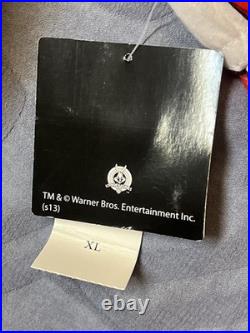 TM & © Warner Bros. Entertainment Inc.
(s13)
XL